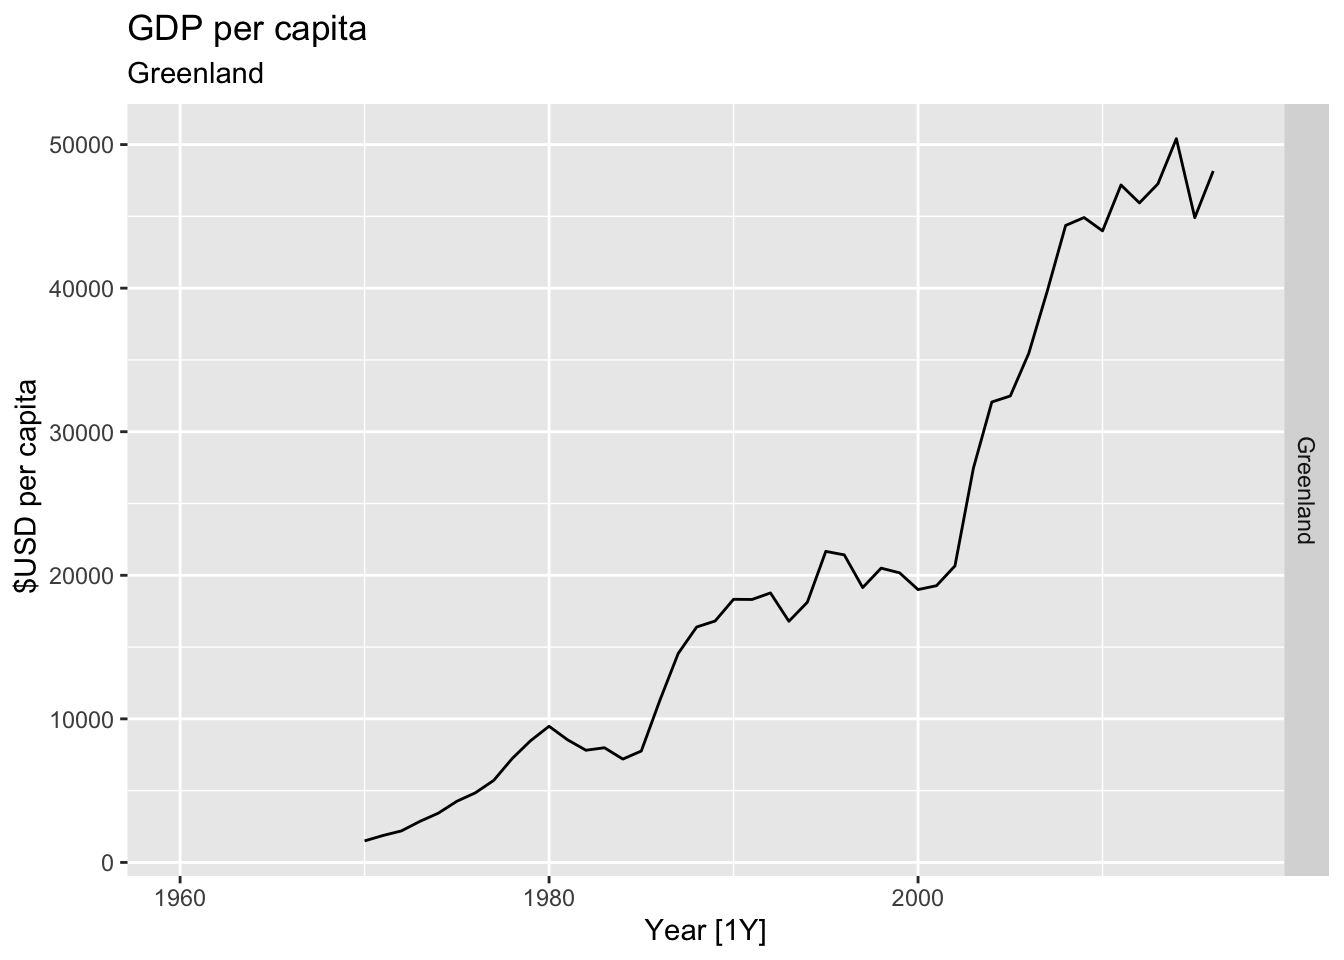 GDP per capita
Greenland
50000
40000
30000
20000
10000
0
$USD per capita
Greenland
1960 1980 2000
Year [1Y]